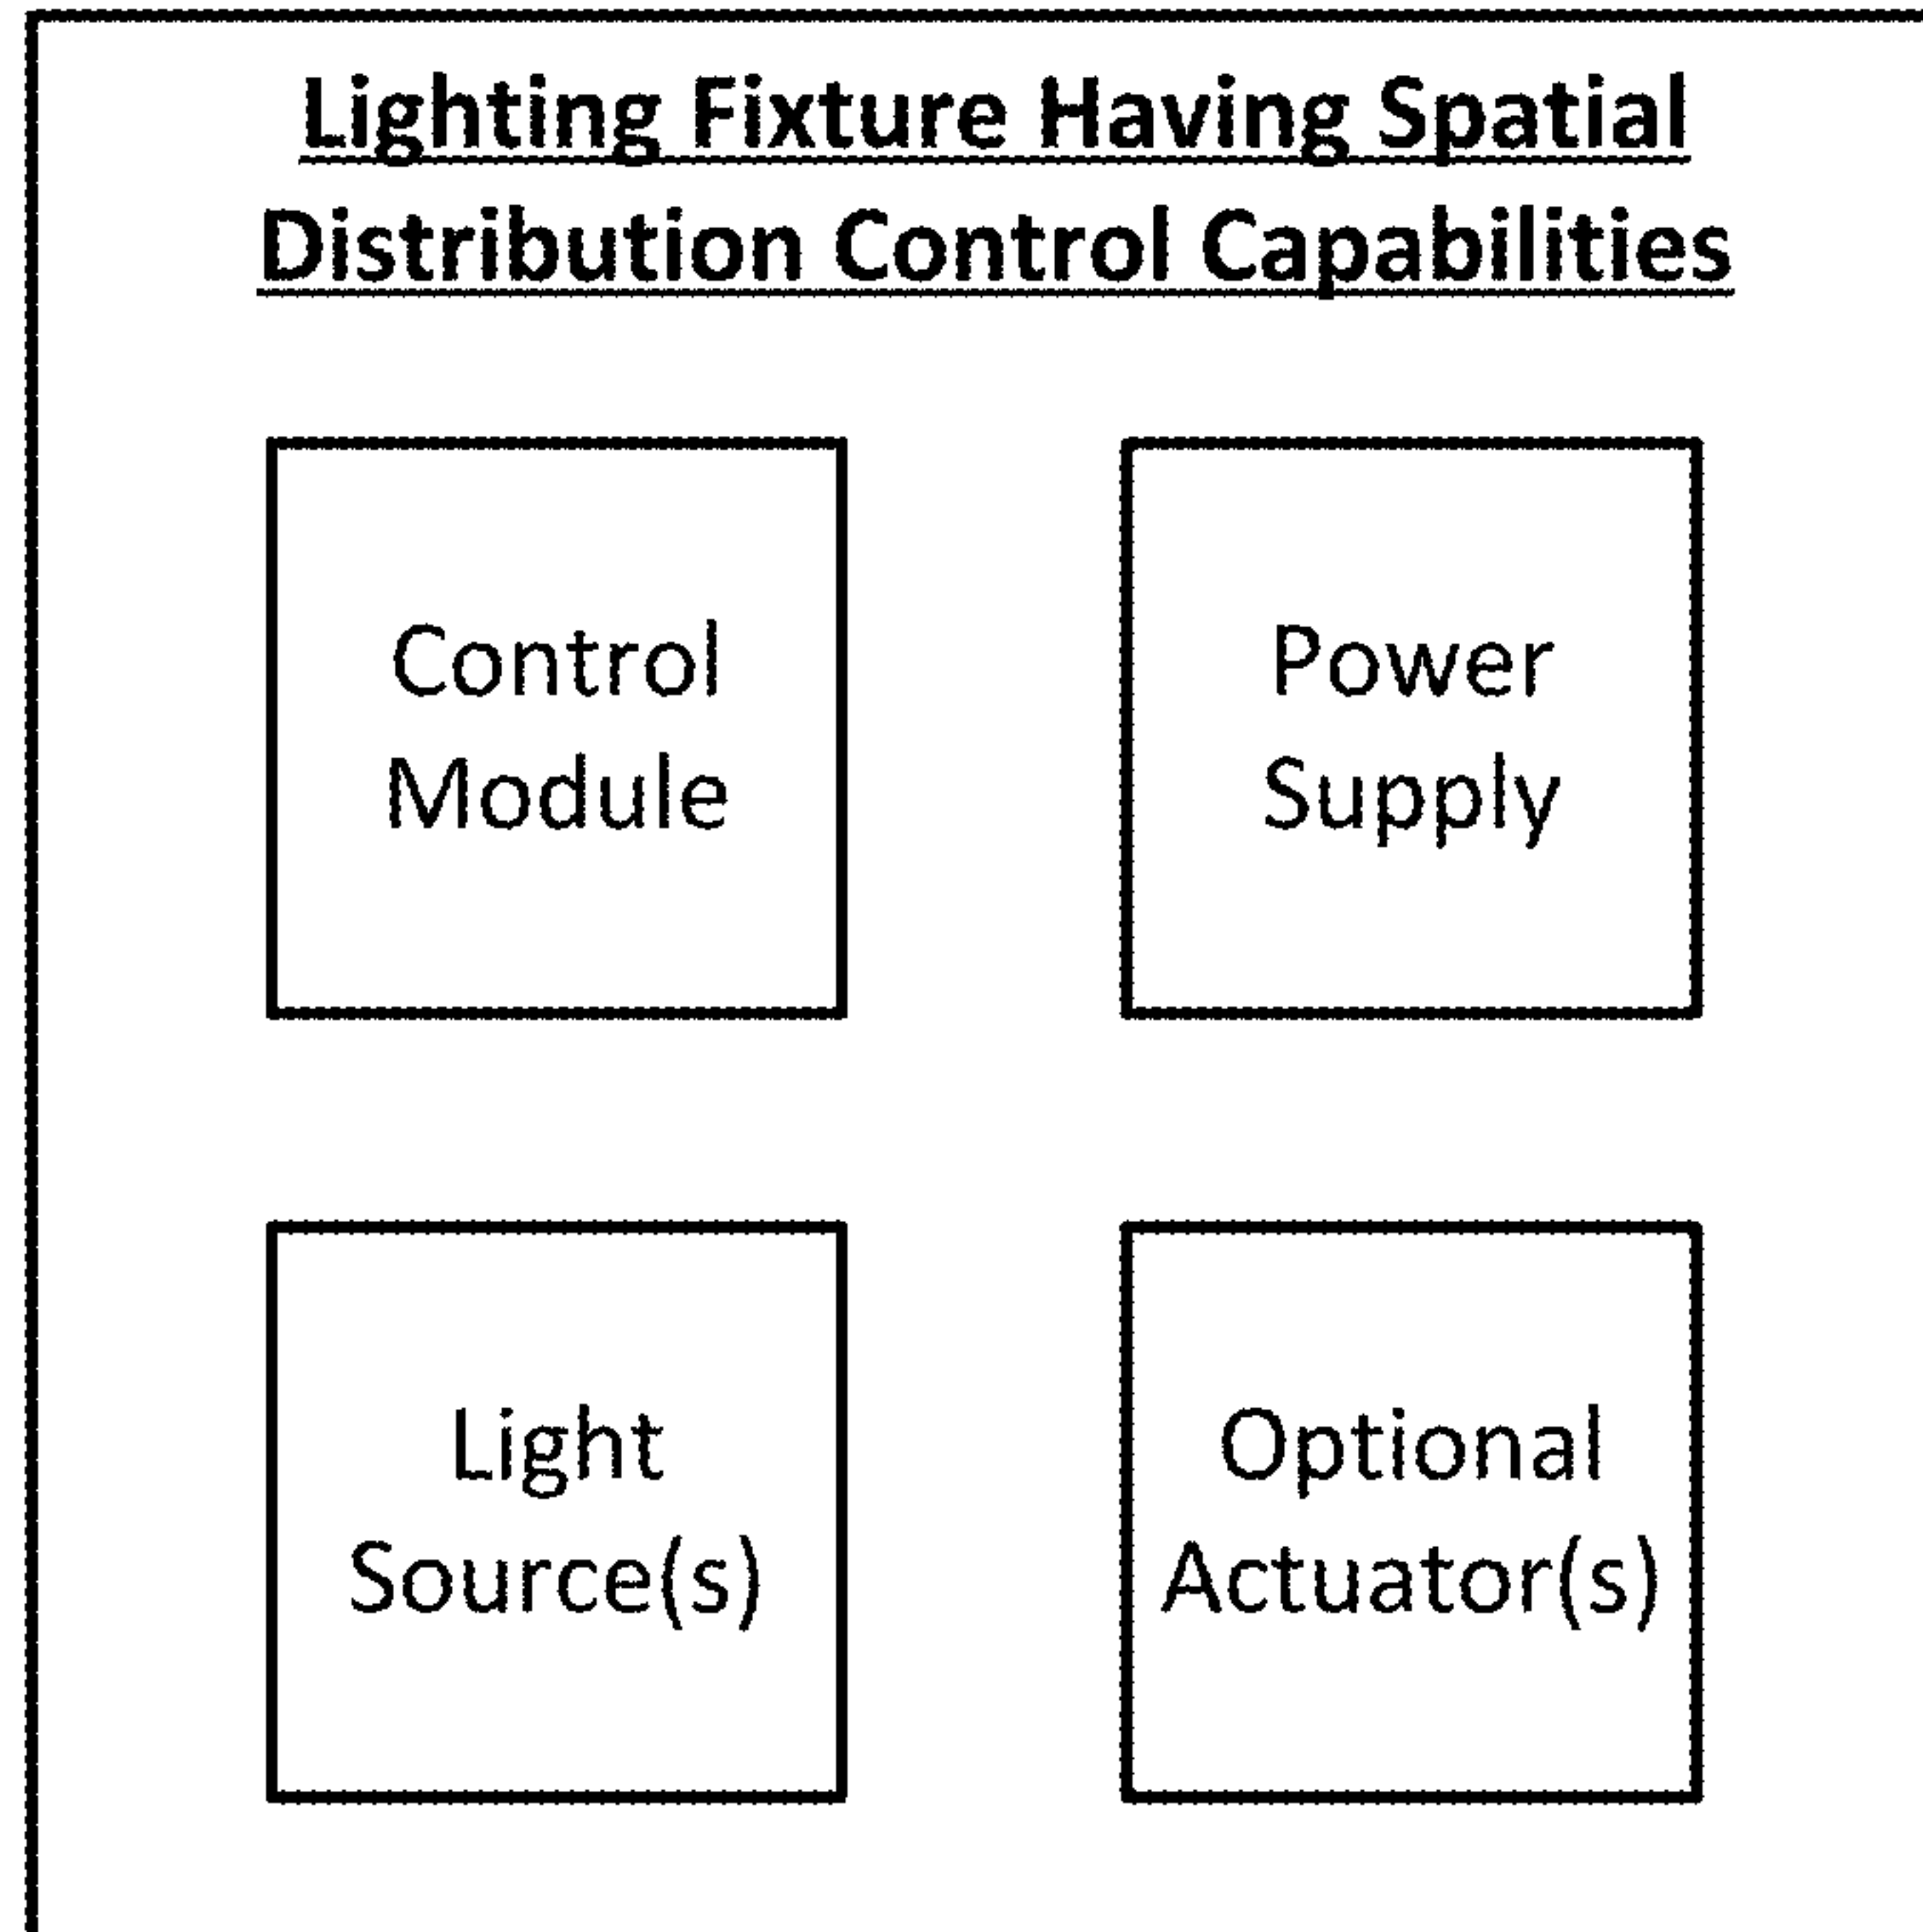 Lighting Fixture Having Spatial
Distribution Control Capabilities
Control
Module
Power
Supply
Light
Source(s)
Optional
Actuator(s)